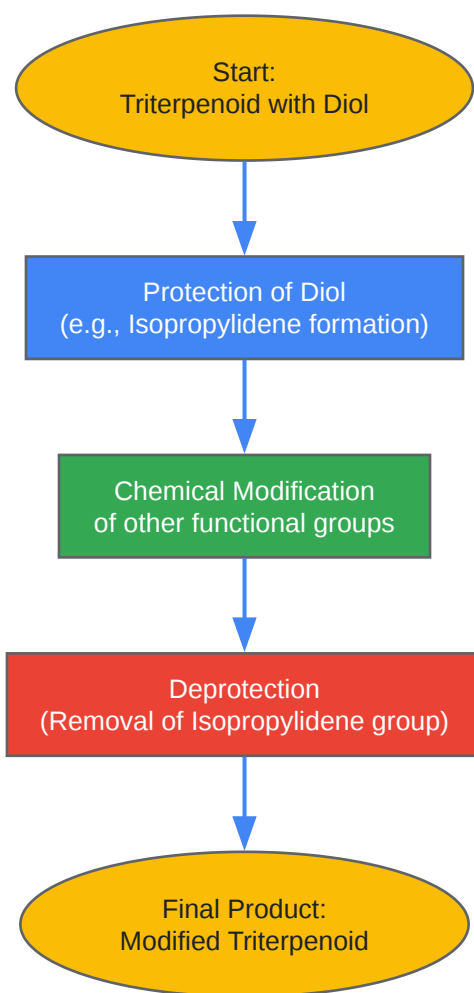 Start:
Triterpenoid with Diol
Protection of Diol
(e.g., Isopropylidene formation)
Chemical Modification
of other functional groups
Deprotection
(Removal of Isopropylidene group)
Final Product:
Modified Triterpenoid